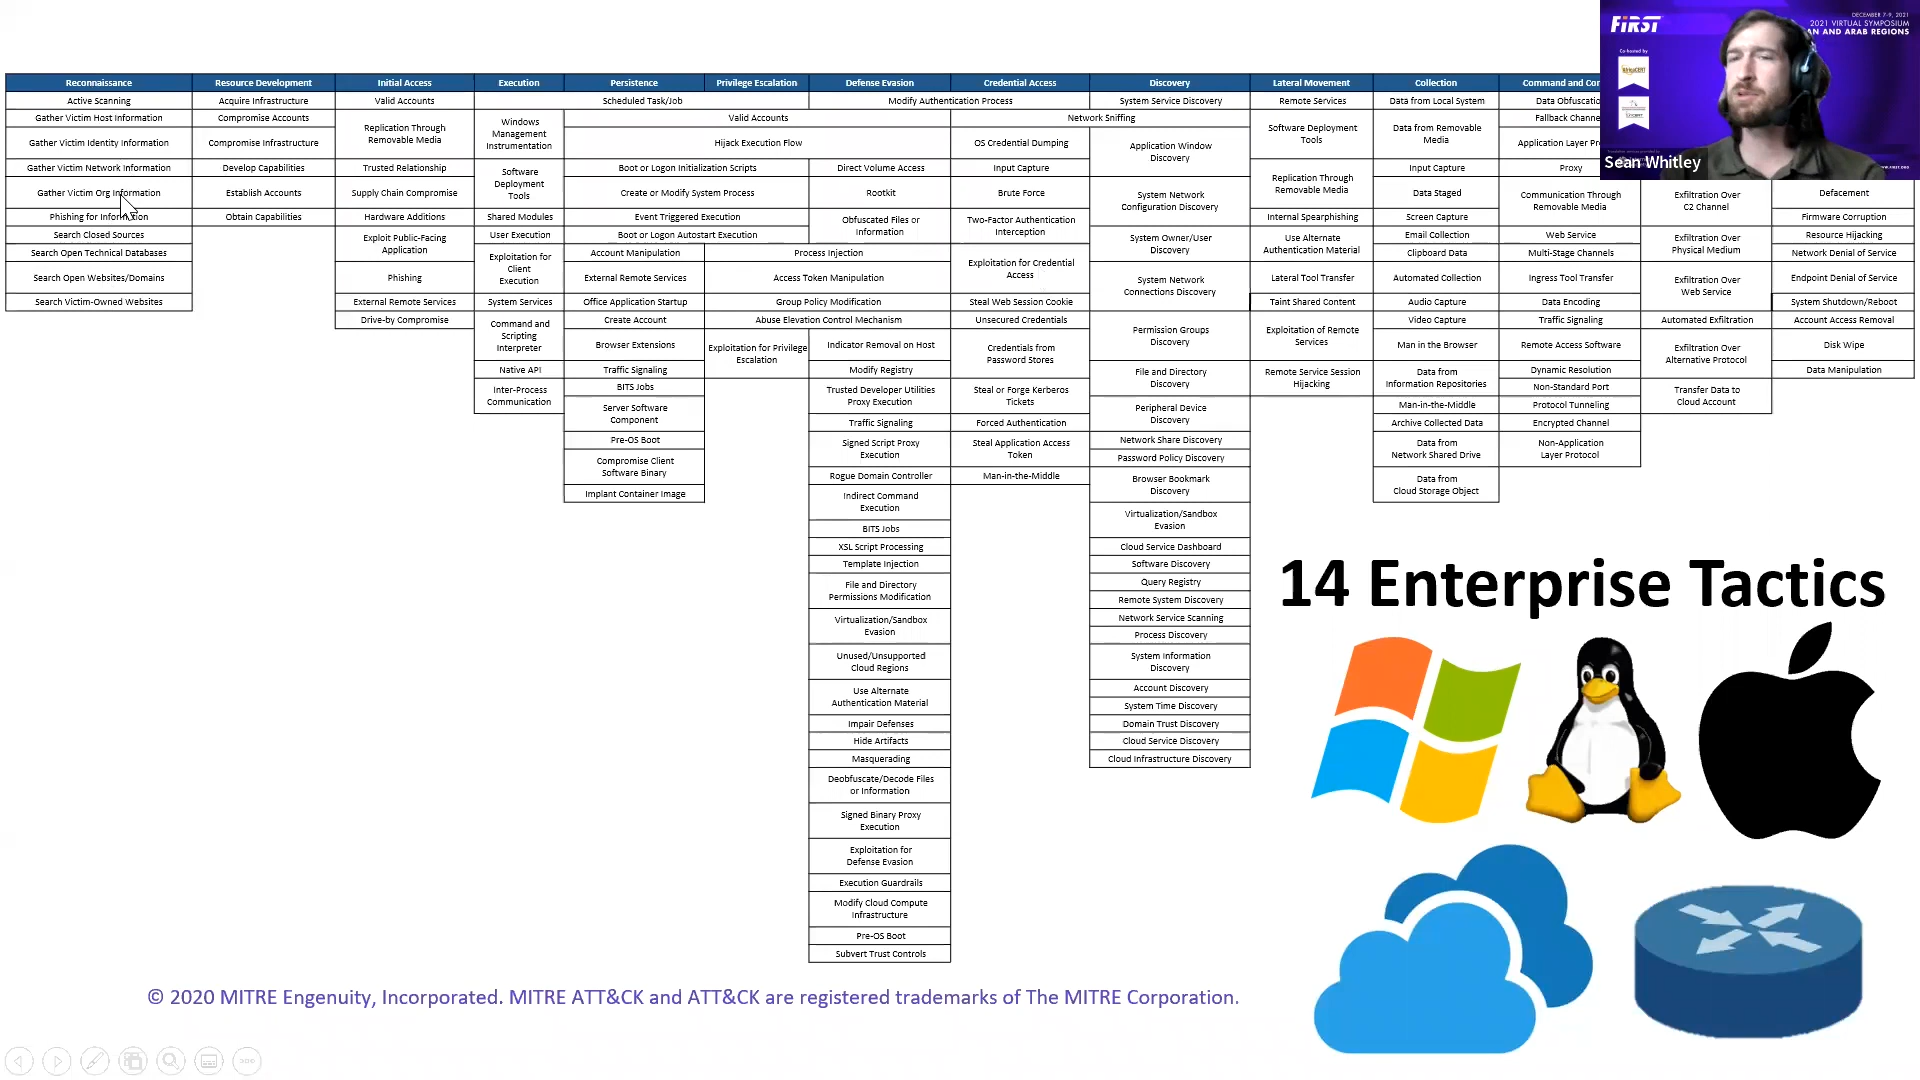 FIRST
DECEMBER 7-9, 2021
2021 VIRTUAL SYMPOSIUM
AN AND ARAB REGIONS
Co-hosted by
Sean Whitley
Reconnaissance
Active Scanning
Gather Victim Host Information
Gather Victim Identity Information
Gather Victim Network Information
Gather Victim Org Information
Phishing for Information
Search Closed Sources
Search Open Technical Databases
Search Open Websites/Domains
Search Victim-Owned Websites
Resource Development
Acquire Infrastructure
Compromise Accounts
Compromise Infrastructure
Develop Capabilities
Establish Accounts
Obtain Capabilities
Initial Access
Valid Accounts
Replication Through
Removable Media
Trusted Relationship
Supply Chain Compromise
Hardware Additions
Exploit Public-Facing
Application
Phishing
External Remote Services
Drive-by Compromise
Execution
Scheduled Task/Job
Windows
Management
Instrumentation
Software
Deployment
Tools
Shared Modules
User Execution
Exploitation for
Client
Execution
System Services
Command and
Scripting
Interpreter
Native API
Inter-Process
Communication
Persistence
Privilege Escalation
Valid Accounts
Hijack Execution Flow
Boot or Logon Initialization Scripts
Create or Modify System Process
Event Triggered Execution
Boot or Logon Autostart Execution
Account Manipulation
External Remote Services
Office Application Startup
Create Account
Browser Extensions
Traffic Signaling
BITS Jobs
Server Software
Component
Pre-OS Boot
Compromise Client
Software Binary
Implant Container Image
Process Injection
Access Token Manipulation
Group Policy Modification
Abuse Elevation Control Mechanism
Exploitation for Privilege
Escalation
Defense Evasion
Modify Authentication Process
Direct Volume Access
Rootkit
Obfuscated Files or
Information
Indicator Removal on Host
Modify Registry
Trusted Developer Utilities
Proxy Execution
Traffic Signaling
Signed Script Proxy
Execution
Rogue Domain Controller
Indirect Command
Execution
BITS Jobs
XSL Script Processing
Template Injection
File and Directory
Permissions Modification
Virtualization/Sandbox
Evasion
Unused/Unsupported
Cloud Regions
Use Alternate
Authentication Material
Impair Defenses
Hide Artifacts
Masquerading
Deobfuscate/Decode Files
or Information
Signed Binary Proxy
Execution
Exploitation for
Defense Evasion
Execution Guardrails
Modify Cloud Compute
Infrastructure
Pre-OS Boot
Subvert Trust Controls
Credential Access
Network Sniffing
OS Credential Dumping
Input Capture
Brute Force
Two-Factor Authentication
Interception
Exploitation for Credential
Access
Steal Web Session Cookie
Unsecured Credentials
Credentials from
Password Stores
Steal or Forge Kerberos
Tickets
Forced Authentication
Steal Application Access
Token
Man-in-the-Middle
Discovery
System Service Discovery
Application Window
Discovery
System Network
Configuration Discovery
System Owner/User
Discovery
System Network
Connections Discovery
Permission Groups
Discovery
File and Directory
Discovery
Peripheral Device
Discovery
Network Share Discovery
Password Policy Discovery
Browser Bookmark
Discovery
Virtualization/Sandbox
Evasion
Cloud Service Dashboard
Software Discovery
Query Registry
Remote System Discovery
Network Service Scanning
Process Discovery
System Information
Discovery
Account Discovery
System Time Discovery
Domain Trust Discovery
Cloud Service Discovery
Cloud Infrastructure Discovery
Lateral Movement
Remote Services
Software Deployment
Tools
Replication Through
Removable Media
Internal Spearphishing
Use Alternate
Authentication Material
Lateral Tool Transfer
Taint Shared Content
Exploitation of Remote
Services
Remote Service Session
Hijacking
Collection
Data from Local System
Data from Removable
Media
Input Capture
Data Staged
Screen Capture
Email Collection
Clipboard Data
Automated Collection
Audio Capture
Video Capture
Man in the Browser
Data from
Information Repositories
Man-in-the-Middle
Archive Collected Data
Data from
Network Shared Drive
Data from
Cloud Storage Object
Command and Con
Data Obfuscatio
Fallback Channe
Application Layer Pro
Proxy
Communication Through
Removable Media
Web Service
Multi-Stage Channels
Ingress Tool Transfer
Data Encoding
Traffic Signaling
Remote Access Software
Dynamic Resolution
Non-Standard Port
Protocol Tunneling
Encrypted Channel
Non-Application
Layer Protocol
Exfiltration Over
C2 Channel
Exfiltration Over
Physical Medium
Exfiltration Over
Web Service
Automated Exfiltration
Exfiltration Over
Alternative Protocol
Transfer Data to
Cloud Account
Defacement
Firmware Corruption
Resource Hijacking
Network Denial of Service
Endpoint Denial of Service
System Shutdown/Reboot
Account Access Removal
Disk Wipe
Data Manipulation
14 Enterprise Tactics
© 2020 MITRE Engenuity, Incorporated. MITRE ATT&CK and ATT&CK are registered trademarks of The MITRE Corporation.